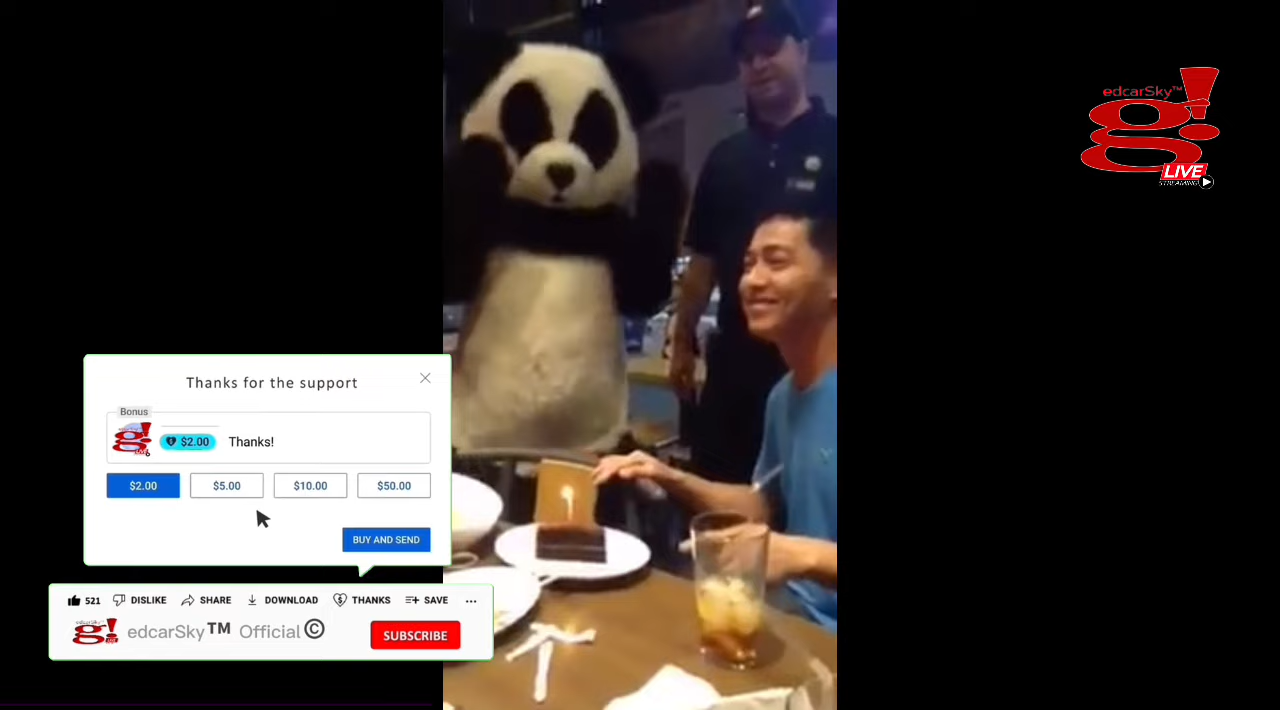 edcarSky™
g!
LIVE
STREAMING
Thanks for the support
Bonus
$2.00 Thanks!
$2.00 $5.00 $10.00 $50.00
BUY AND SEND
521 DISLIKE SHARE DOWNLOAD THANKS SAVE
edcarSky™ Official ©
SUBSCRIBE